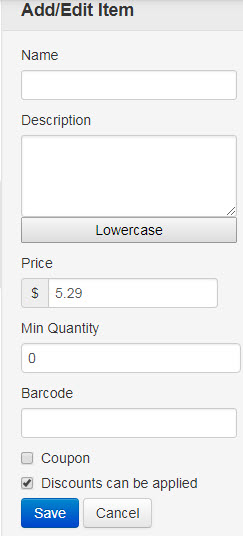 Add/Edit Item
Name
Description
Lowercase
Price
$ 5.29
Min Quantity
0
Barcode
Coupon
Discounts can be applied
Save Cancel